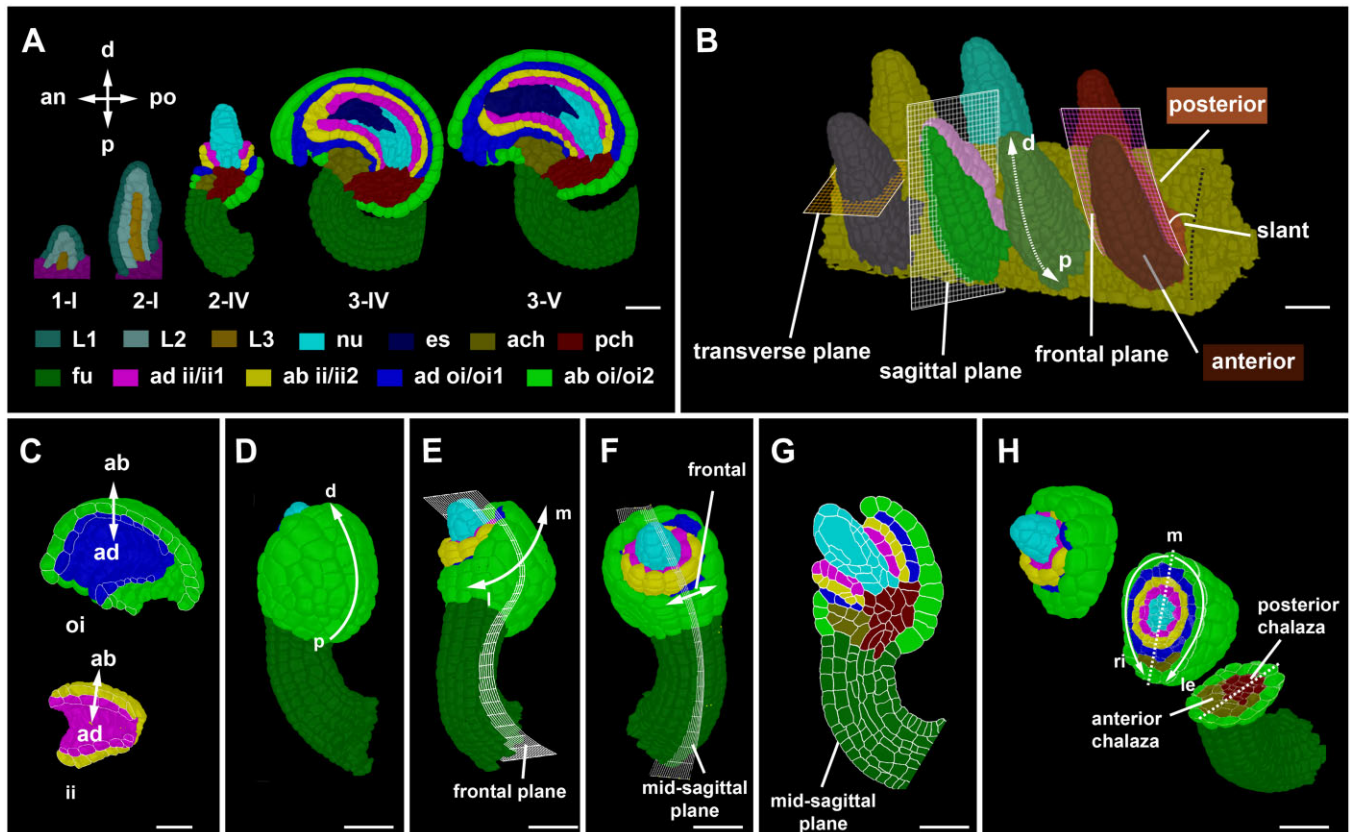 A
d
an po
p
1-I 2-I 2-IV 3-IV 3-V
L1 L2 L3 nu es ach pch
fu ad ii/ii1 ab ii/ii2 ad oi/oi1 ab oi/oi2
B
posterior
d
slant
p
transverse plane
sagittal plane
frontal plane
anterior
C
ab
ad
oi
ab
ad
ii
D
d
p
E
m
l
frontal plane
F
frontal
mid-sagittal
plane
G
mid-sagittal
plane
H
m
posterior
chalaza
ri
le
anterior
chalaza